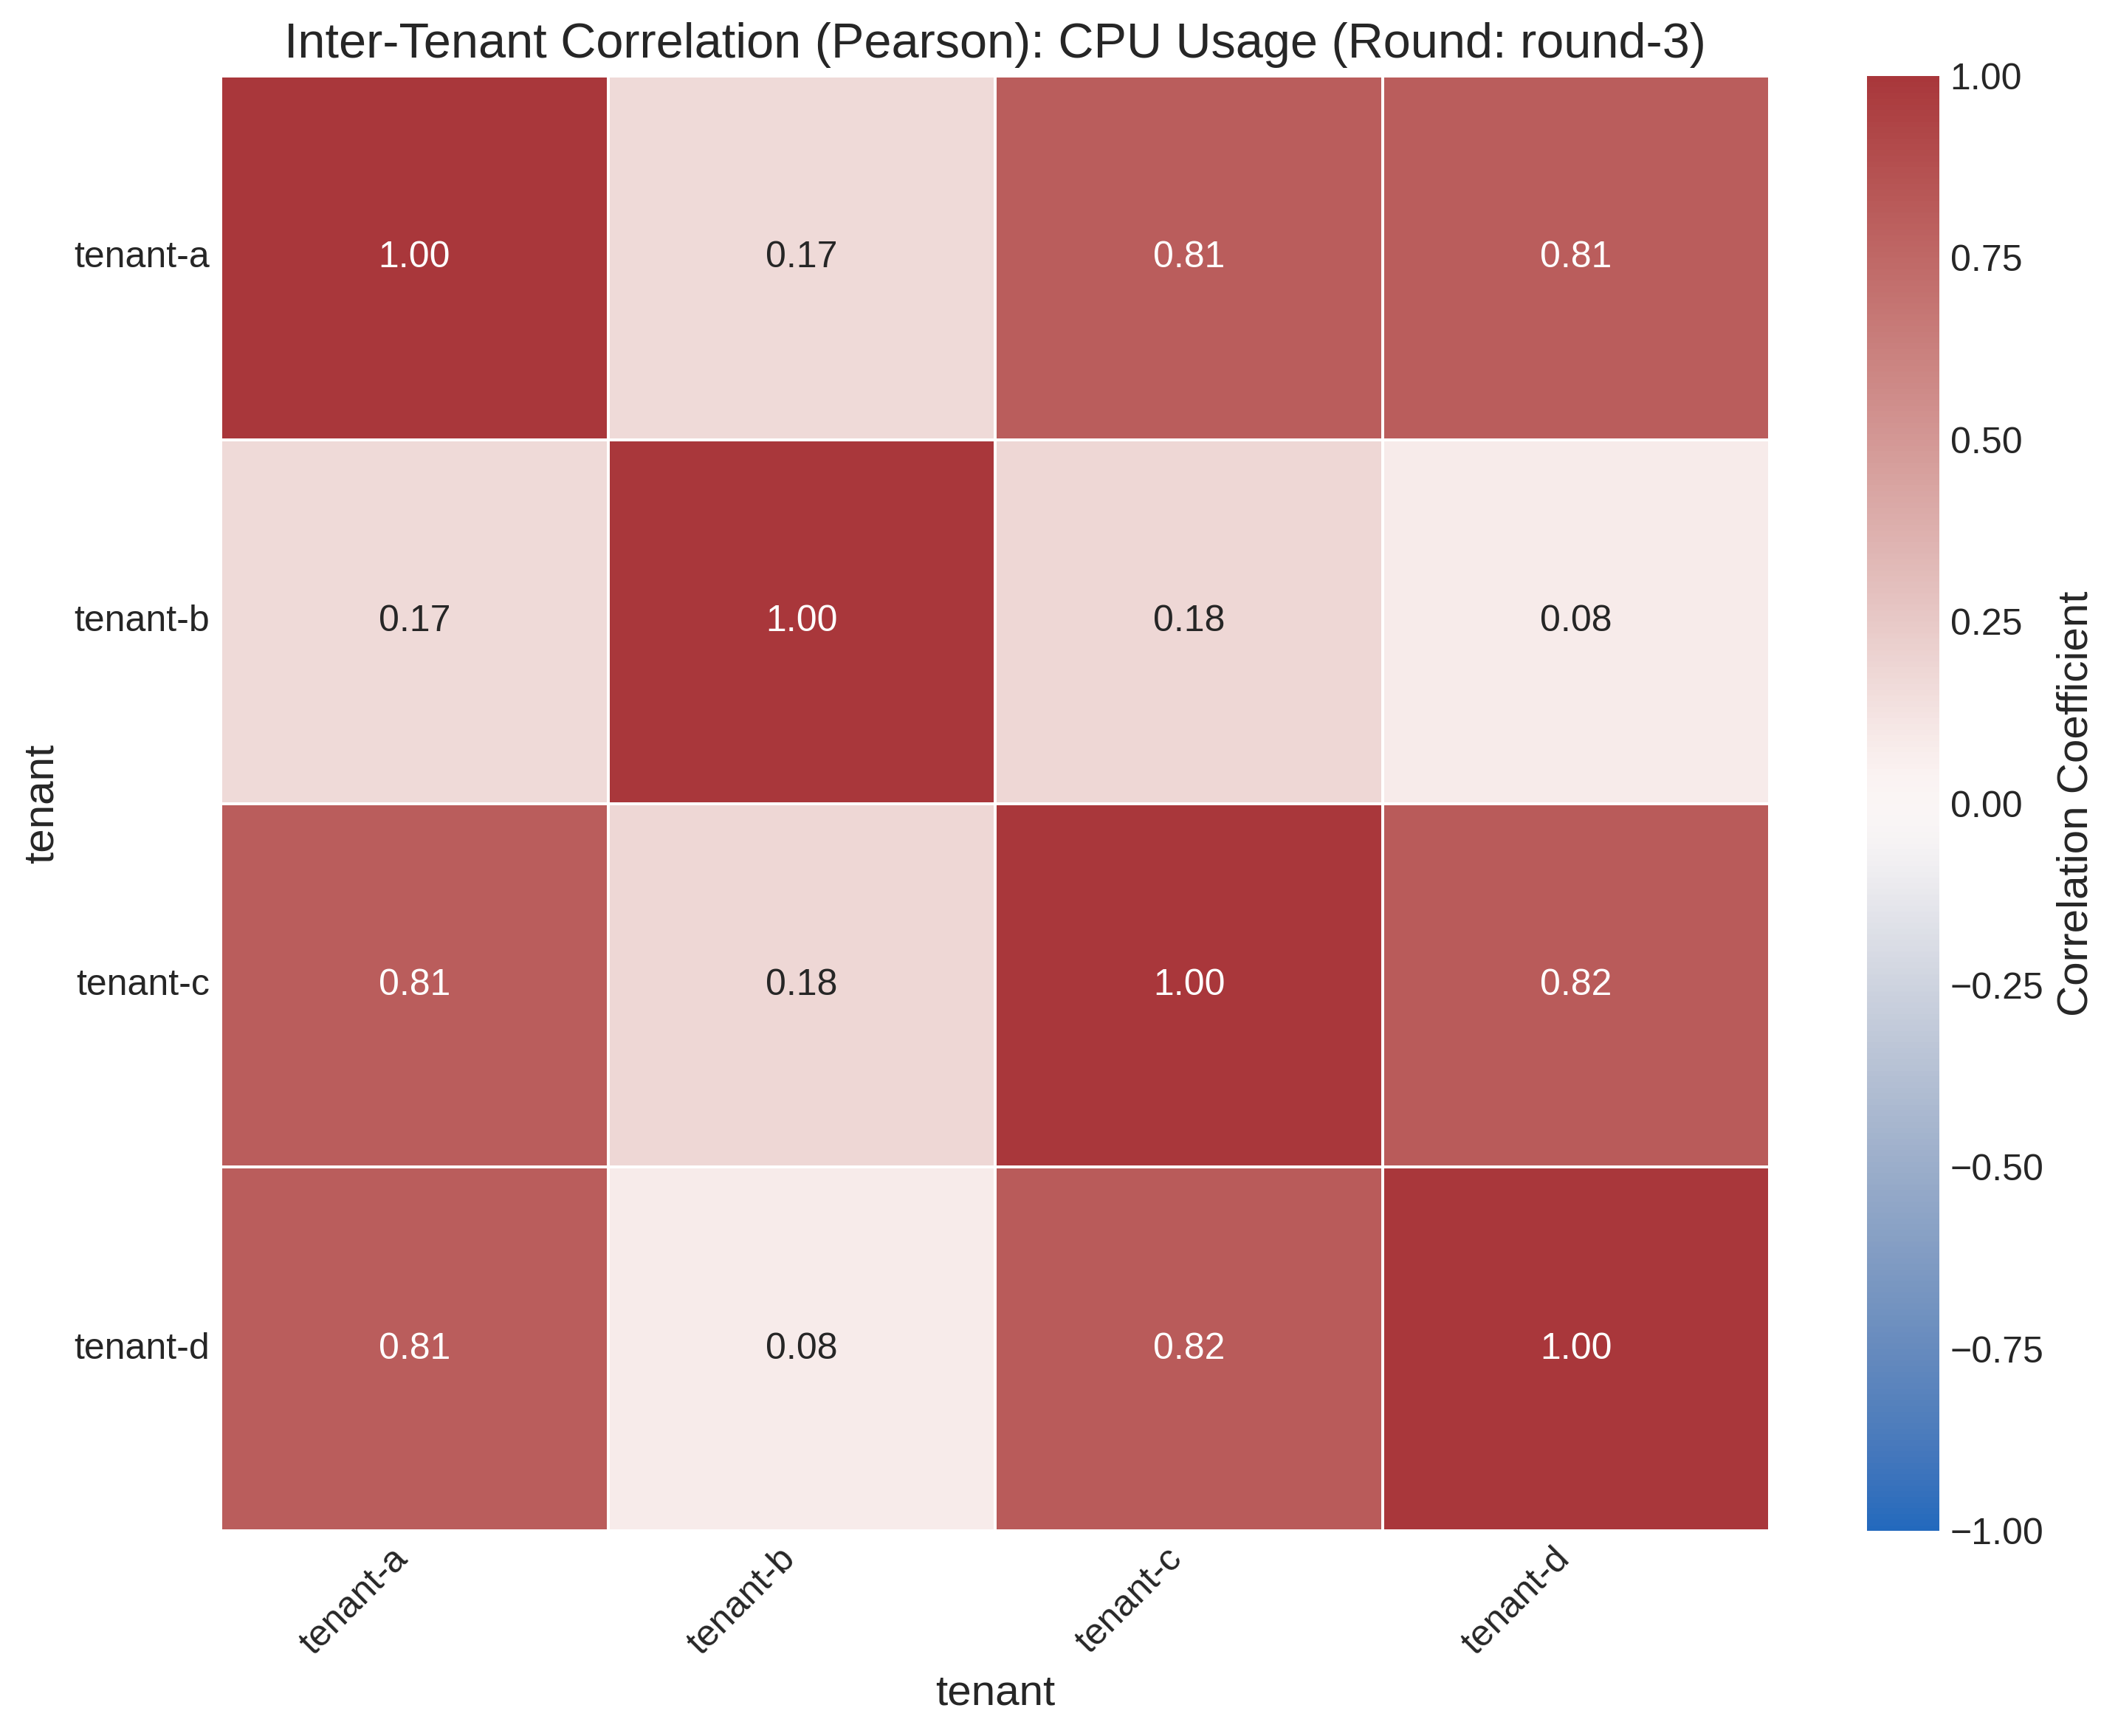 Inter-Tenant Correlation (Pearson): CPU Usage (Round: round-3)
tenant
tenant-a 1.00 0.17 0.81 0.81
tenant-b 0.17 1.00 0.18 0.08
tenant-c 0.81 0.18 1.00 0.82
tenant-d 0.81 0.08 0.82 1.00
tenant-a tenant-b tenant-c tenant-d
tenant
1.00
0.75
0.50
0.25
0.00
−0.25
−0.50
−0.75
−1.00
Correlation Coefficient